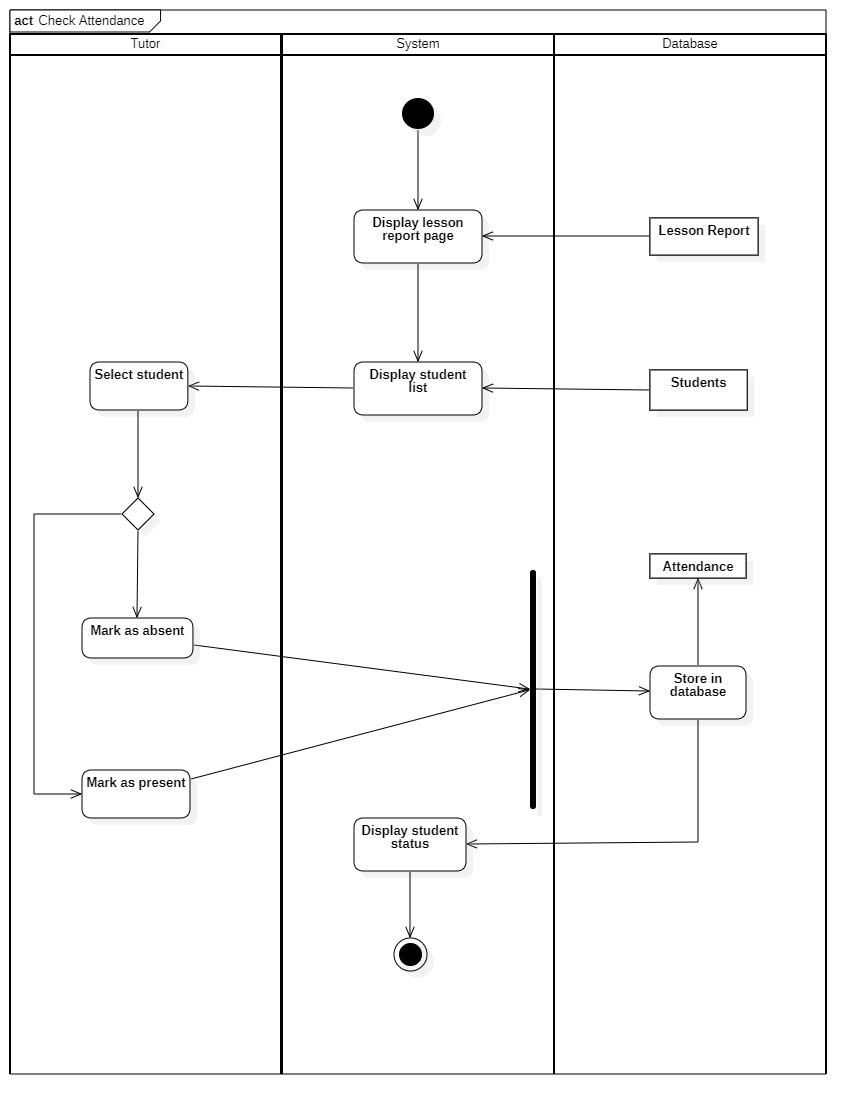 act Check Attendance
Tutor
System
Database
Display lesson
report page
Lesson Report
Select student
Display student
list
Students
Attendance
Mark as absent
Store in
database
Mark as present
Display student
status